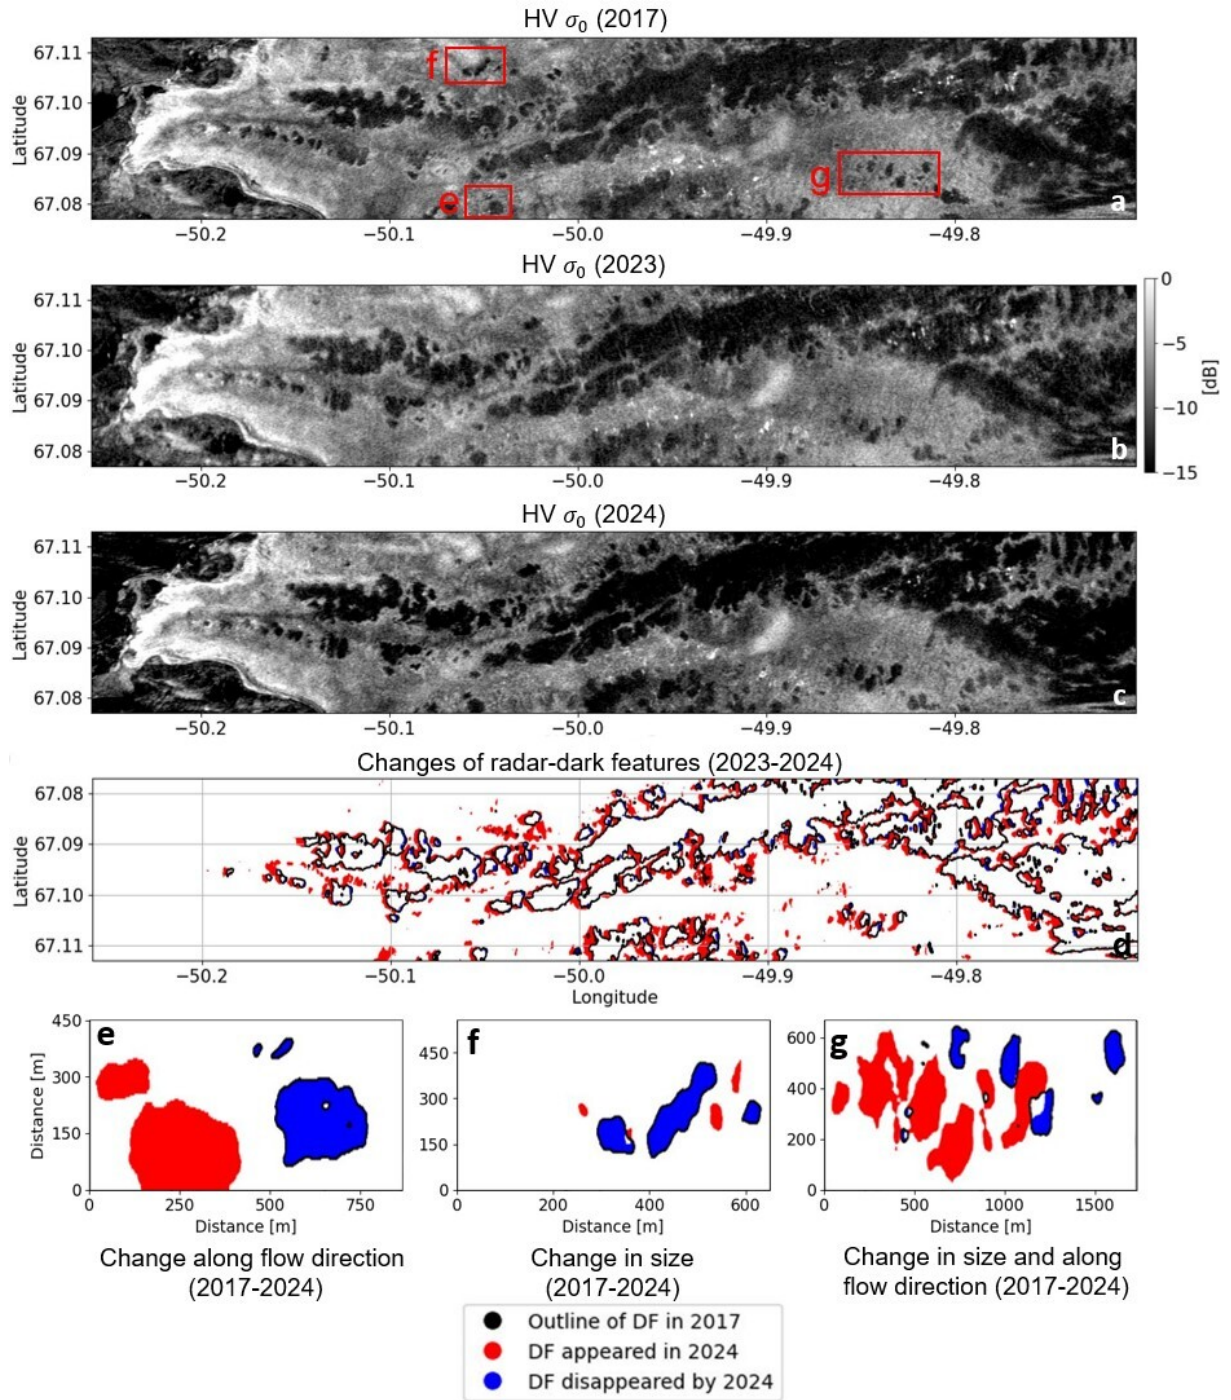 HV σ₀ (2017)
67.11
67.10
67.09
67.08
Latitude
f
e
g
a
−50.2 −50.1 −50.0 −49.9 −49.8
HV σ₀ (2023)
67.11
67.10
67.09
67.08
Latitude
b
0
−5
−10
−15
[dB]
−50.2 −50.1 −50.0 −49.9 −49.8
HV σ₀ (2024)
67.11
67.10
67.09
67.08
Latitude
c
−50.2 −50.1 −50.0 −49.9 −49.8
Changes of radar-dark features (2023-2024)
67.08
67.09
67.10
67.11
Latitude
d
−50.2 −50.1 −50.0 −49.9 −49.8
Longitude
e
450
300
150
0
Distance [m]
0 250 500 750
Distance [m]
Change along flow direction
(2017-2024)
f
450
300
150
0
0 200 400 600
Distance [m]
Change in size
(2017-2024)
g
600
400
200
0
0 500 1000 1500
Distance [m]
Change in size and along
flow direction (2017-2024)
Outline of DF in 2017
DF appeared in 2024
DF disappeared by 2024